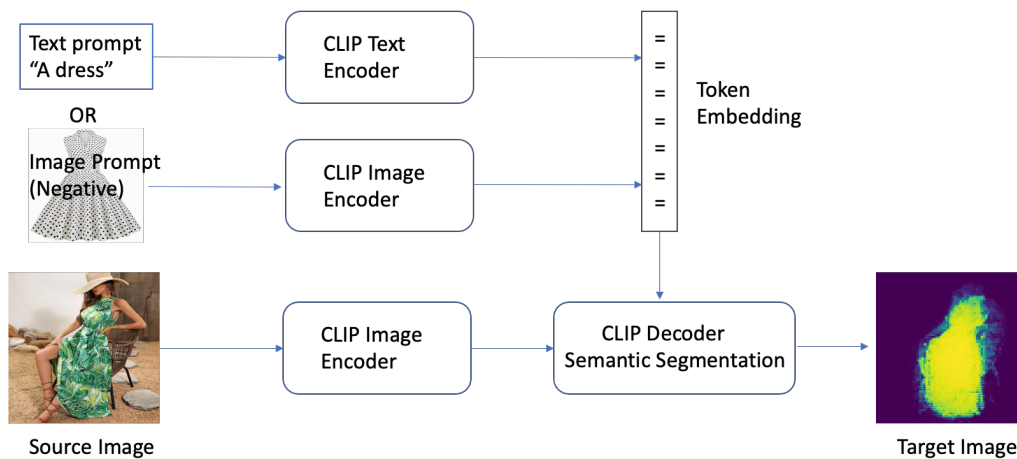 Text prompt
“A dress”
CLIP Text
Encoder
OR
Image Prompt
(Negative)
CLIP Image
Encoder
=
=
=
=
=
=
=
Token
Embedding
CLIP Image
Encoder
CLIP Decoder
Semantic Segmentation
Source Image
Target Image